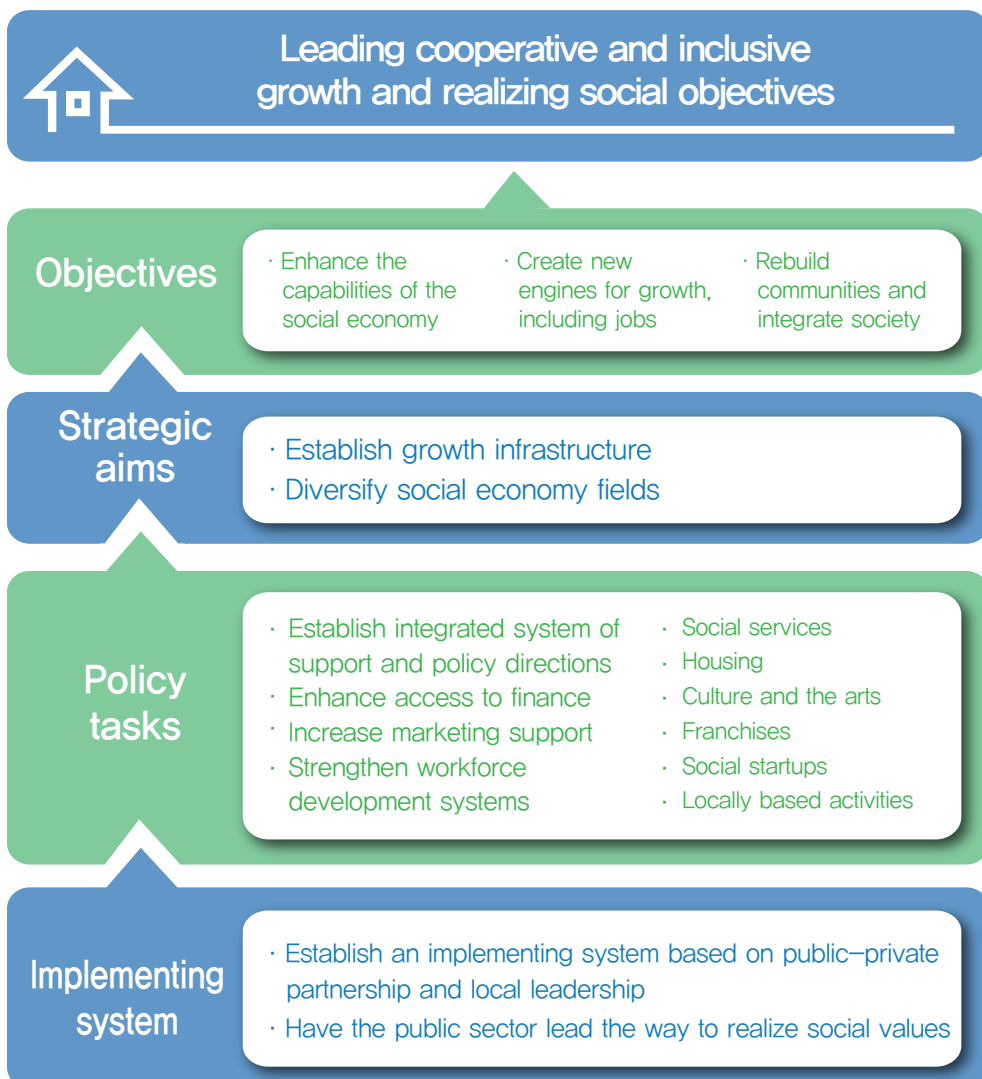 Leading cooperative and inclusive
growth and realizing social objectives
Objectives
· Enhance the
capabilities of the
social economy
· Create new
engines for growth,
including jobs
· Rebuild
communities and
integrate society
Strategic
aims
· Establish growth infrastructure
· Diversify social economy fields
Policy
tasks
· Establish integrated system of
support and policy directions
· Enhance access to finance
· Increase marketing support
· Strengthen workforce
development systems
· Social services
· Housing
· Culture and the arts
· Franchises
· Social startups
· Locally based activities
Implementing
system
· Establish an implementing system based on public–private
partnership and local leadership
· Have the public sector lead the way to realize social values